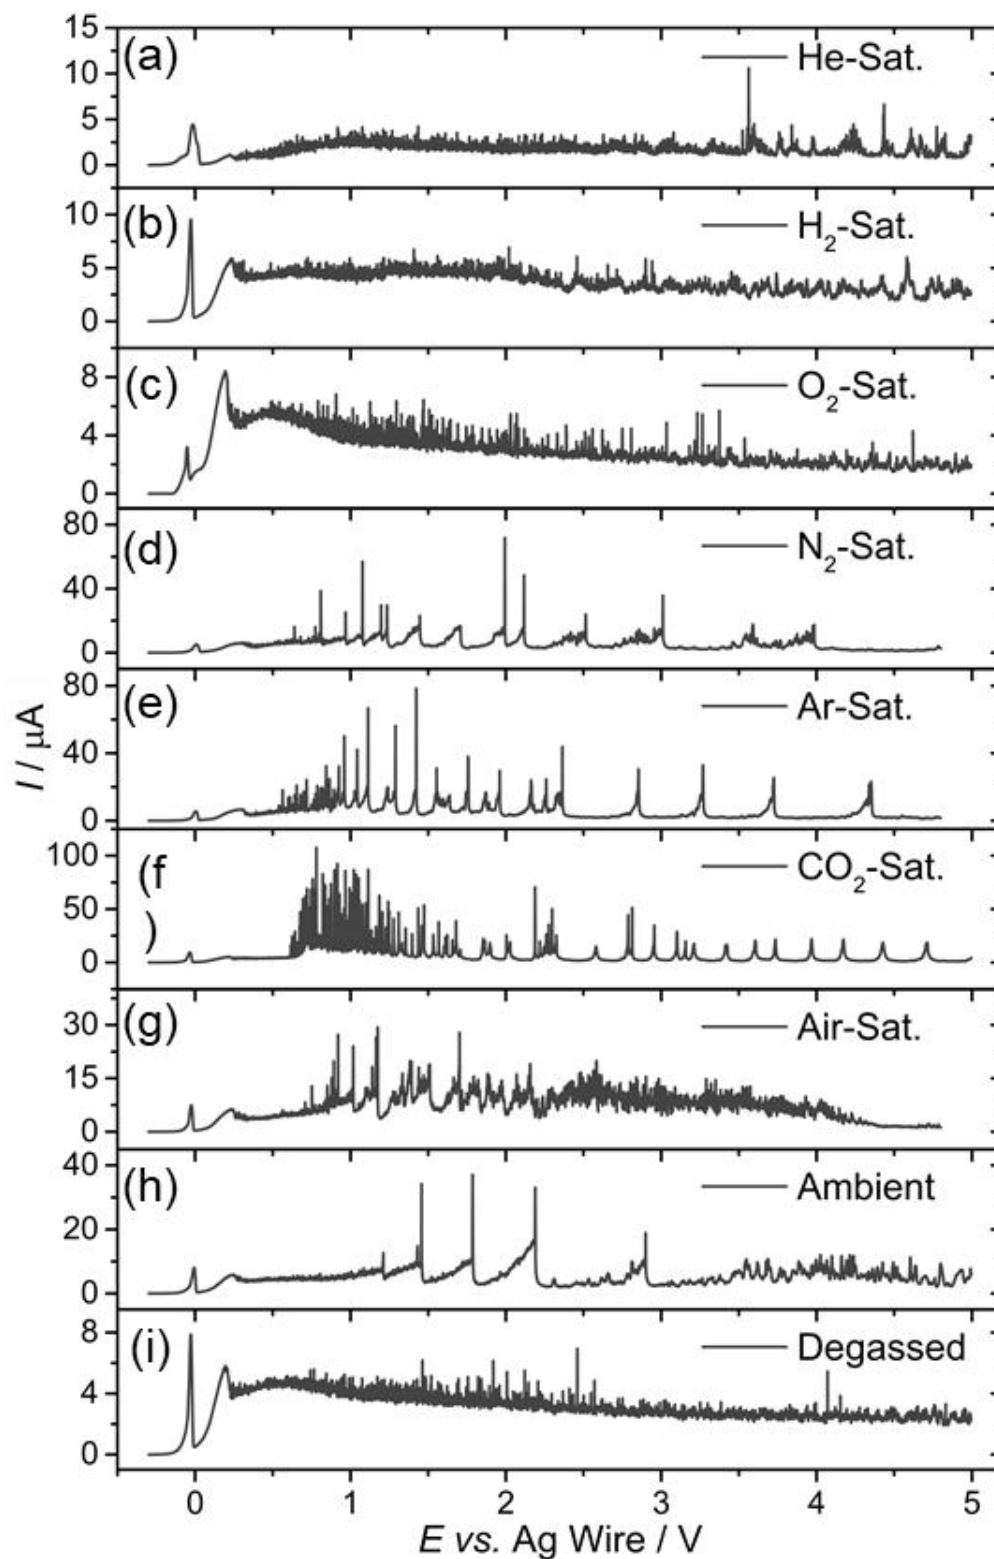 I / μA
(a)
He-Sat.
15
10
5
0
(b)
H₂-Sat.
10
5
0
(c)
O₂-Sat.
8
4
0
(d)
N₂-Sat.
80
40
0
(e)
Ar-Sat.
80
40
0
(f
)
CO₂-Sat.
100
50
0
(g)
Air-Sat.
30
15
0
(h)
Ambient
40
20
0
(i)
Degassed
8
4
0
0 1 2 3 4 5
E vs. Ag Wire / V